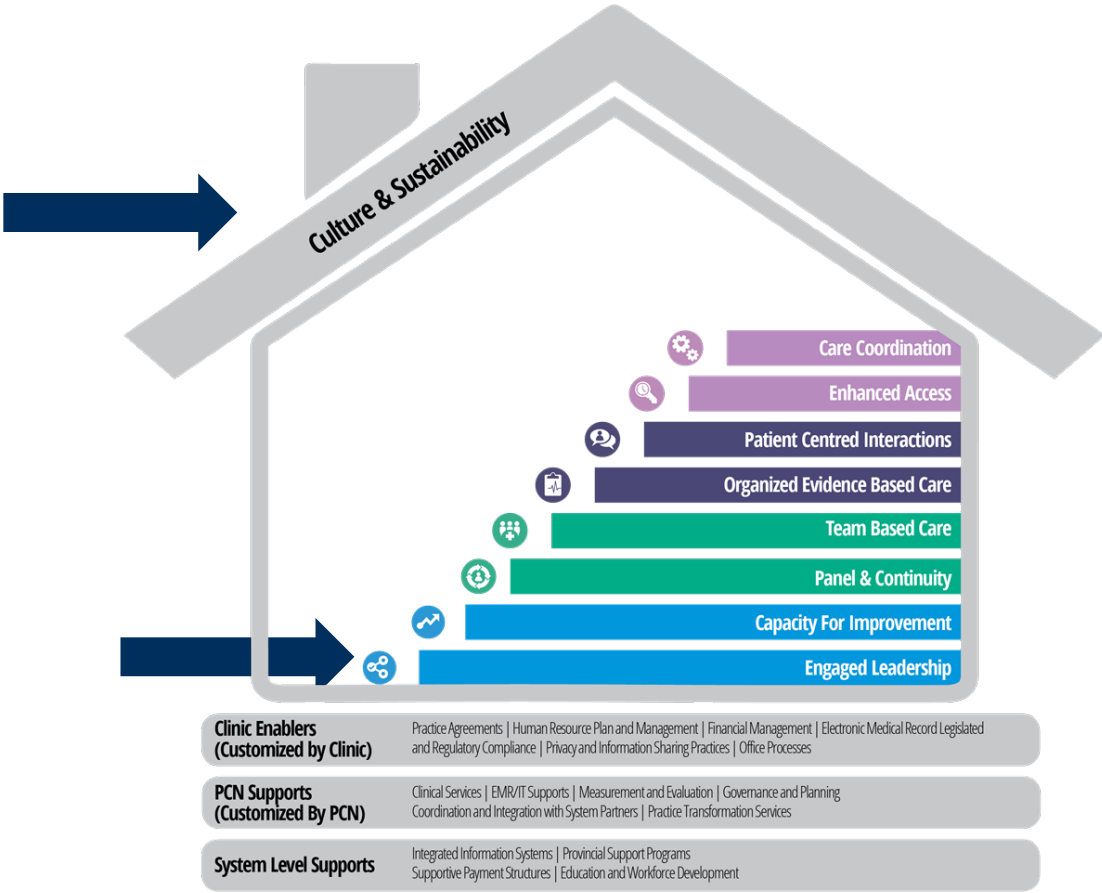 Culture & Sustainability
Care Coordination
Enhanced Access
Patient Centred Interactions
Organized Evidence Based Care
Team Based Care
Panel & Continuity
Capacity For Improvement
Engaged Leadership
Clinic Enablers
(Customized by Clinic)
Practice Agreements | Human Resource Plan and Management | Financial Management | Electronic Medical Record Legislated
and Regulatory Compliance | Privacy and Information Sharing Practices | Office Processes
PCN Supports
(Customized By PCN)
Clinical Services | EMR/IT Supports | Measurement and Evaluation | Governance and Planning
Coordination and Integration with System Partners | Practice Transformation Services
System Level Supports
Integrated Information Systems | Provincial Support Programs
Supportive Payment Structures | Education and Workforce Development